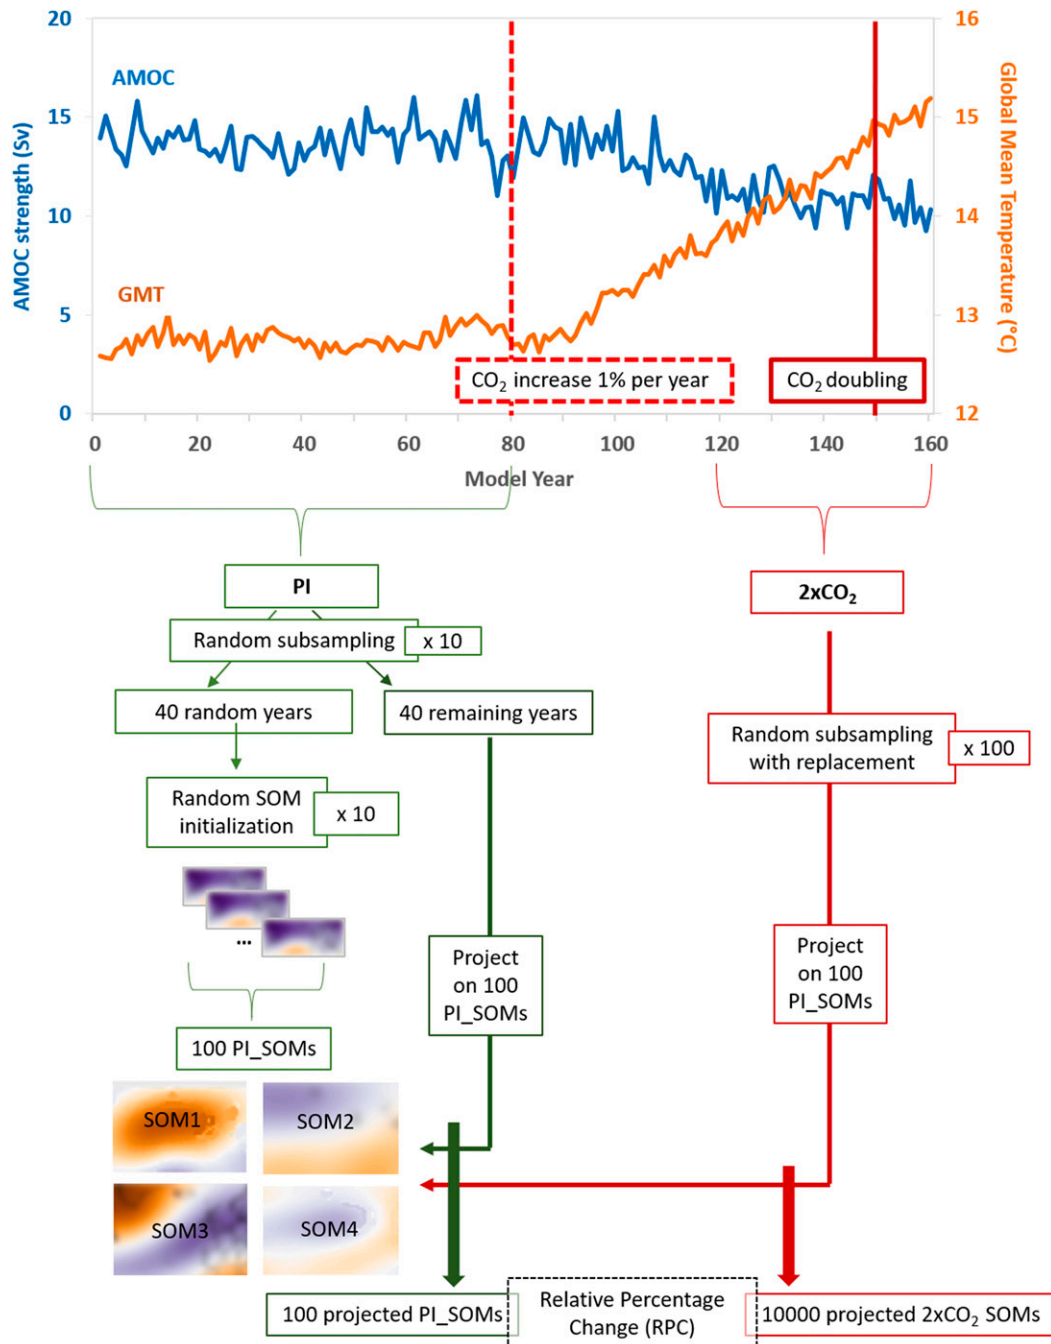 20
16
AMOC
15
15
AMOC strength (Sv)
Global Mean Temperature (°C)
10
14
GMT
5
13
CO₂ increase 1% per year
CO₂ doubling
0
12
0 20 40 60 80 100 120 140 160
Model Year
PI
2xCO₂
Random subsampling
x 10
40 random years
40 remaining years
Random subsampling
with replacement
x 100
Random SOM
initialization
x 10
...
Project
on 100
PI_SOMs
Project
on 100
PI_SOMs
100 PI_SOMs
SOM1
SOM2
SOM3
SOM4
100 projected PI_SOMs
Relative Percentage
Change (RPC)
10000 projected 2xCO₂ SOMs